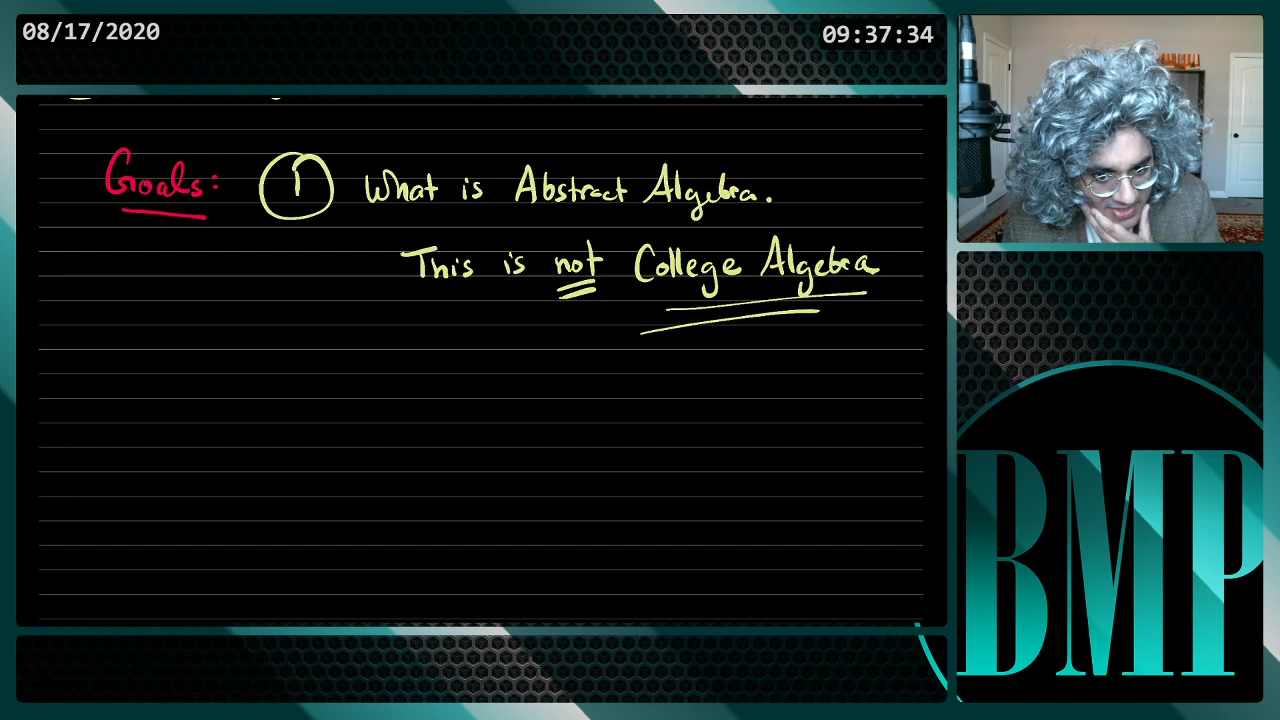 08/17/2020
09:37:34
Goals: 1 What is Abstract Algebra.
This is not College Algebra
BMP